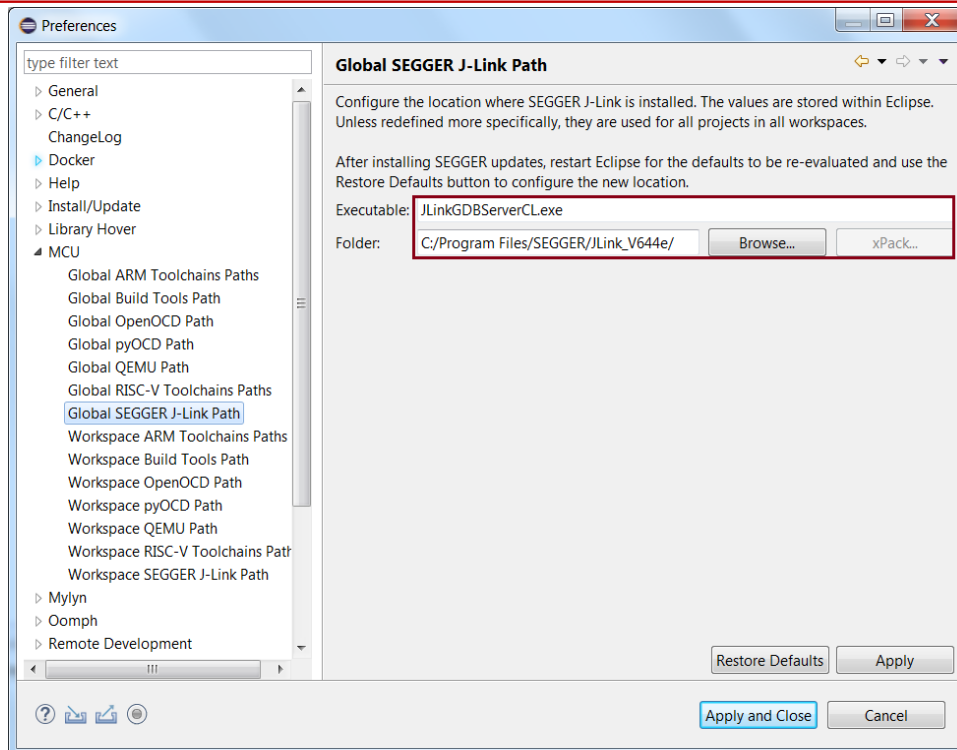 Preferences
type filter text
General
C/C++
ChangeLog
Docker
Help
Install/Update
Library Hover
MCU
Global ARM Toolchains Paths
Global Build Tools Path
Global OpenOCD Path
Global pyOCD Path
Global QEMU Path
Global RISC-V Toolchains Paths
Global SEGGER J-Link Path
Workspace ARM Toolchains Paths
Workspace Build Tools Path
Workspace OpenOCD Path
Workspace pyOCD Path
Workspace QEMU Path
Workspace RISC-V Toolchains Path
Workspace SEGGER J-Link Path
Mylyn
Oomph
Remote Development
Global SEGGER J-Link Path
Configure the location where SEGGER J-Link is installed. The values are stored within Eclipse.
Unless redefined more specifically, they are used for all projects in all workspaces.
After installing SEGGER updates, restart Eclipse for the defaults to be re-evaluated and use the
Restore Defaults button to configure the new location.
Executable: JLinkGDBServerCL.exe
Folder: C:/Program Files/SEGGER/JLink_V644e/ Browse... xPack...
Restore Defaults Apply
Apply and Close Cancel